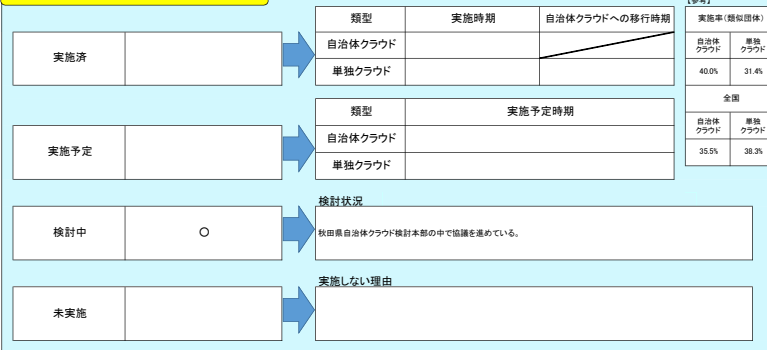 【参考】
類型 実施時期 自治体クラウドへの移行時期
実施済
自治体クラウド
単独クラウド
実施率(類似団体)
自治体クラウド 単独クラウド
40.0% 31.4%
全国
自治体クラウド 単独クラウド
35.5% 38.3%
類型 実施予定時期
実施予定
自治体クラウド
単独クラウド
検討状況
検討中 ○
秋田県自治体クラウド検討本部の中で協議を進めている。
実施しない理由
未実施